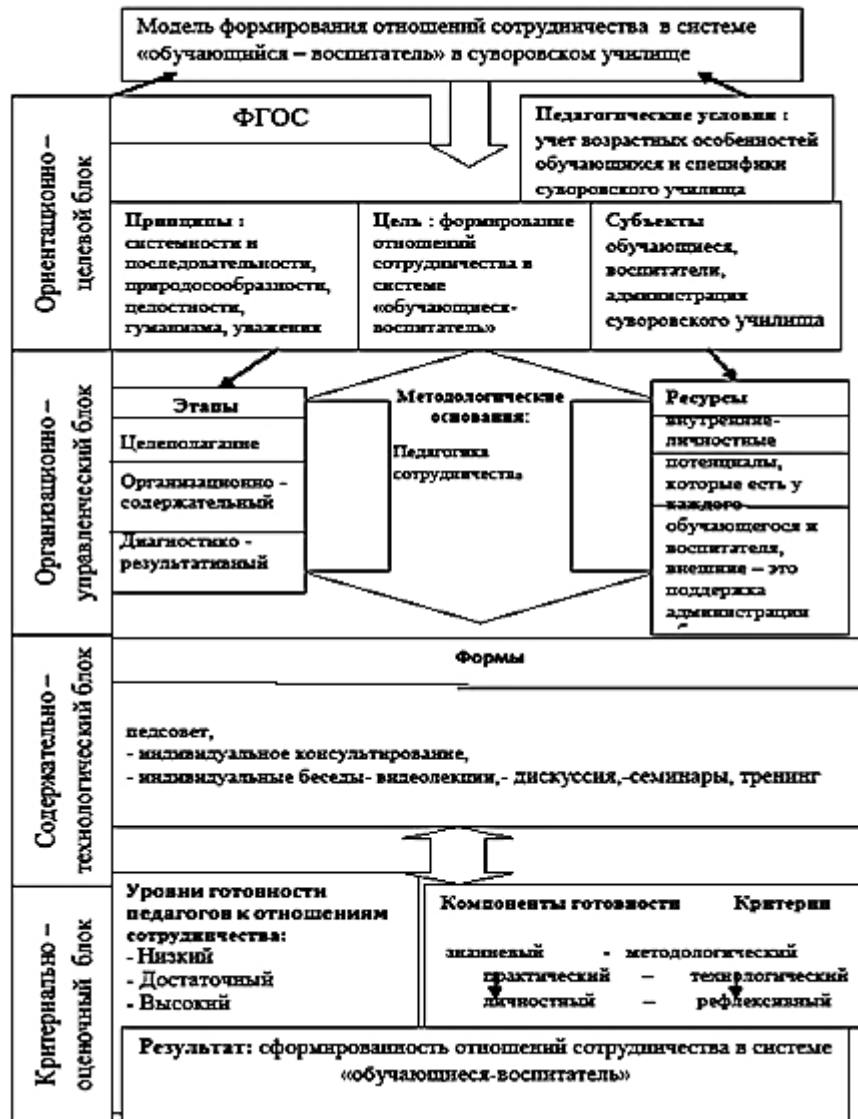 Модель формирования отношений сотрудничества в системе
«обучающийся – воспитатель» в суворовском училище
Ориентационно –
целевой блок
ФГОС
Педагогические условия :
учет возрастных особенностей
обучающихся и специфики
суворовского училища
Принципы :
системности и
последовательности,
природосообразности,
целостности,
гуманизма, уважения
Цель : формирование
отношений
сотрудничества в
системе
«обучающиеся-
воспитатель»
Субъекты
обучающиеся,
воспитатели,
администрация
суворовского училища
Организационно –
управленческий блок
Этапы
Целеполагание
Организационно -
содержательный
Диагностико -
результативный
Методологические
основания:
Педагогика
сотрудничества
Ресурсы
внутренние-
личностные
потенциалы,
которые есть у
каждого
обучающегося и
воспитателя,
внешние – это
поддержка
администрации
Содержательно –
технологический блок
Формы
педсовет,
- индивидуальное консультирование,
- индивидуальные беседы- видеолекции,- дискуссия,-семинары, тренинг
Критериально –
оценочный блок
Уровни готовности
педагогов к отношениям
сотрудничества:
- Низкий
- Достаточный
- Высокий
Компоненты готовности Критерии
знаниевый - методологический
практический – технологический
личностный – рефлексивный
Результат: сформированность отношений сотрудничества в системе
«обучающиеся-воспитатель»